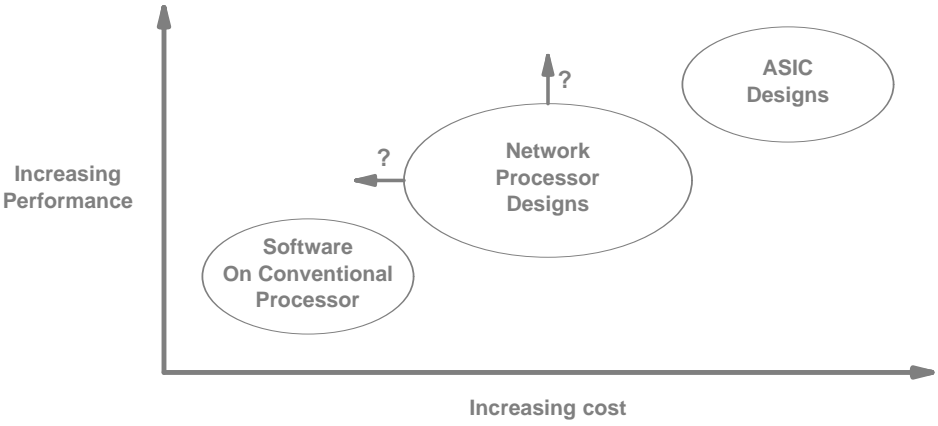 ASIC
Designs
?
?
Network
Processor
Designs
Increasing
Performance
Software
On Conventional
Processor
Increasing cost